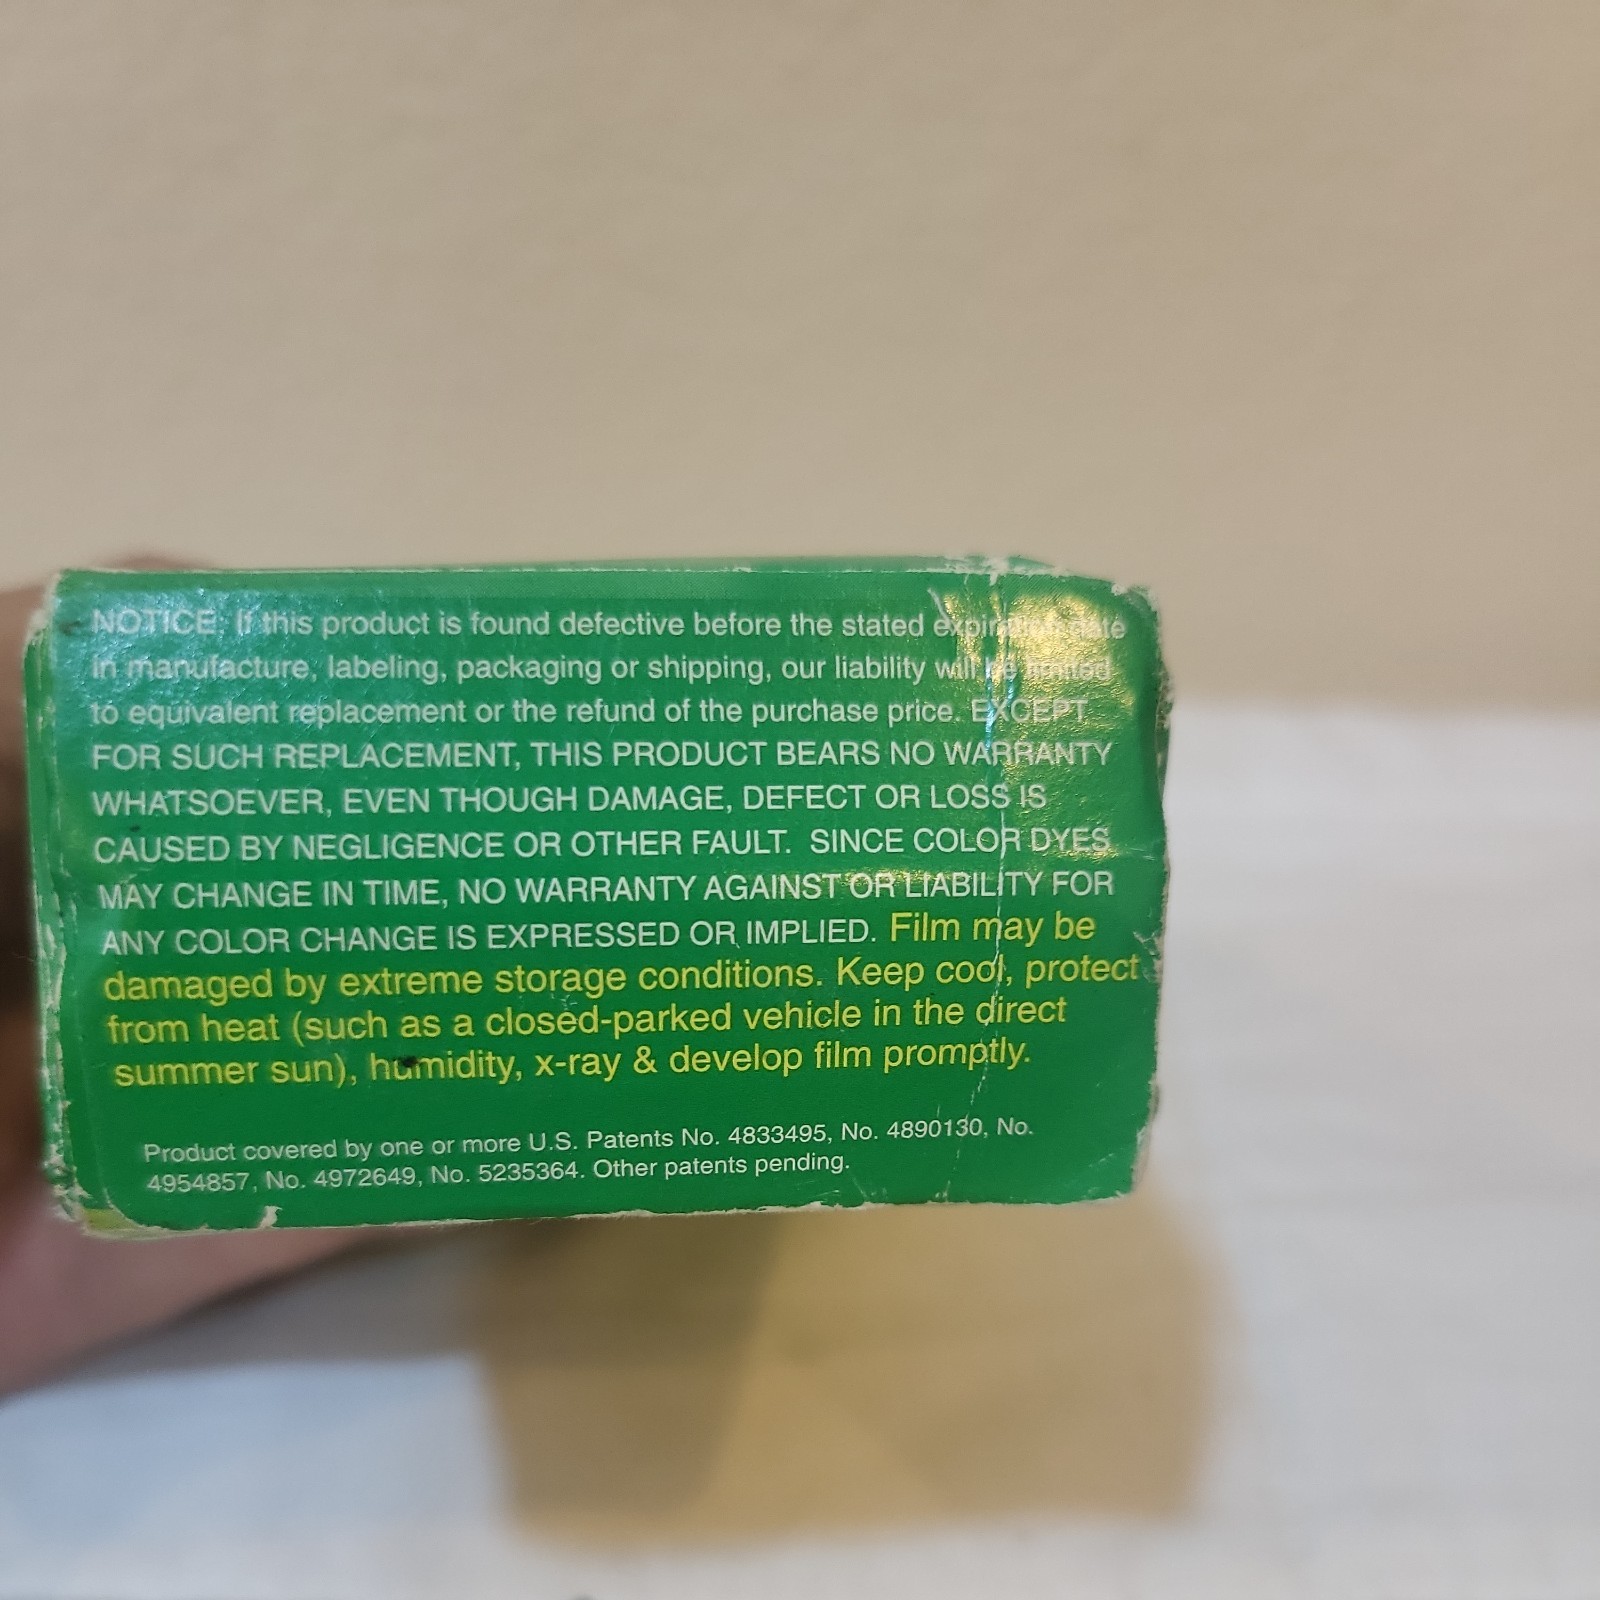 NOTICE: If this product is found defective before the stated expiration date
in manufacture, labeling, packaging or shipping, our liability will be limited
to equivalent replacement or the refund of the purchase price. EXCEPT
FOR SUCH REPLACEMENT, THIS PRODUCT BEARS NO WARRANTY
WHATSOEVER, EVEN THOUGH DAMAGE, DEFECT OR LOSS IS
CAUSED BY NEGLIGENCE OR OTHER FAULT. SINCE COLOR DYES
MAY CHANGE IN TIME, NO WARRANTY AGAINST OR LIABILITY FOR
ANY COLOR CHANGE IS EXPRESSED OR IMPLIED. Film may be
damaged by extreme storage conditions. Keep cool, protect
from heat (such as a closed-parked vehicle in the direct
summer sun), humidity, x-ray & develop film promptly.
Product covered by one or more U.S. Patents No. 4833495, No. 4890130, No.
4954857, No. 4972649, No. 5235364. Other patents pending.